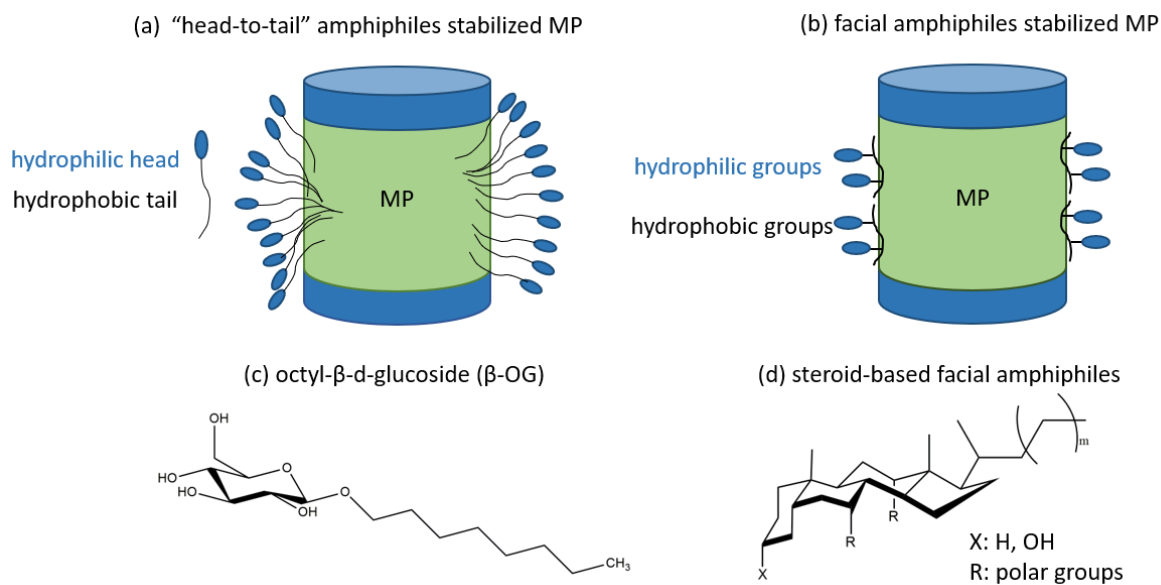 (a) “head-to-tail” amphiphiles stabilized MP
hydrophilic head
hydrophobic tail
MP
(b) facial amphiphiles stabilized MP
hydrophilic groups
hydrophobic groups
MP
(c) octyl-β-d-glucoside (β-OG)
OH
HO
HO
O
O
OH
CH3
(d) steroid-based facial amphiphiles
m
R
R
X
X: H, OH
R: polar groups